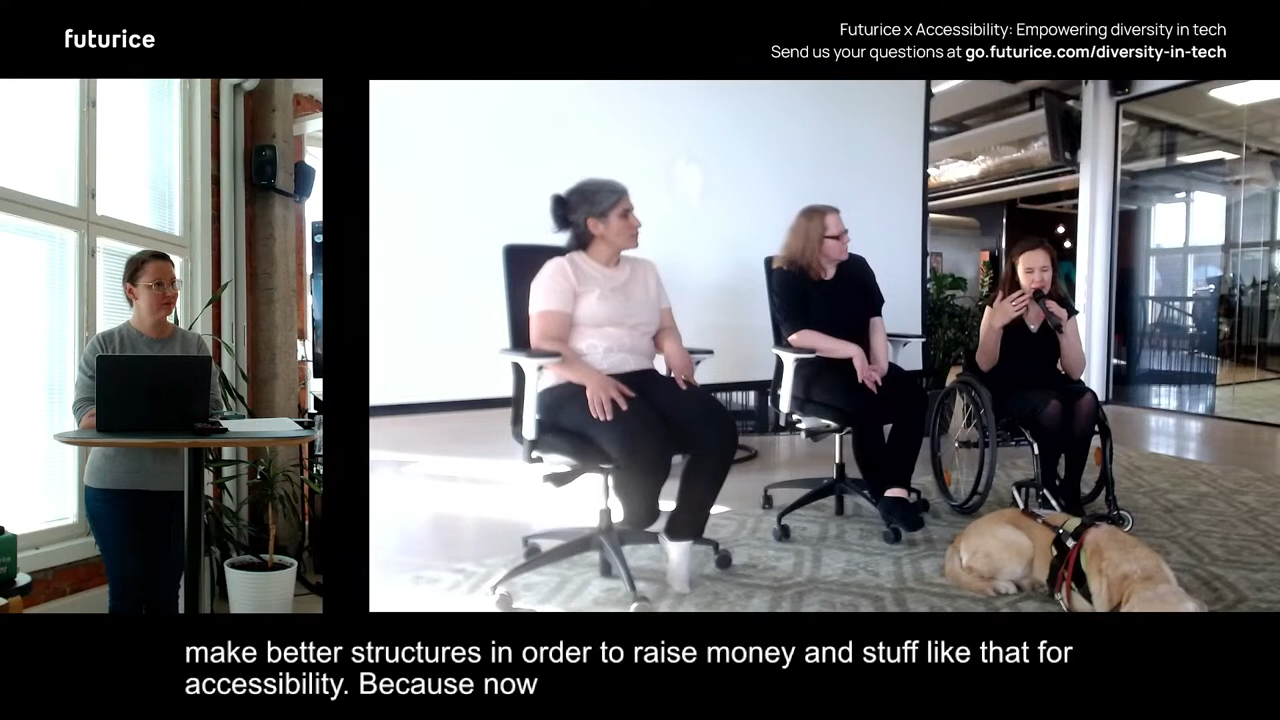 futurice
Futurice x Accessibility: Empowering diversity in tech
Send us your questions at go.futurice.com/diversity-in-tech
make better structures in order to raise money and stuff like that for
accessibility. Because now